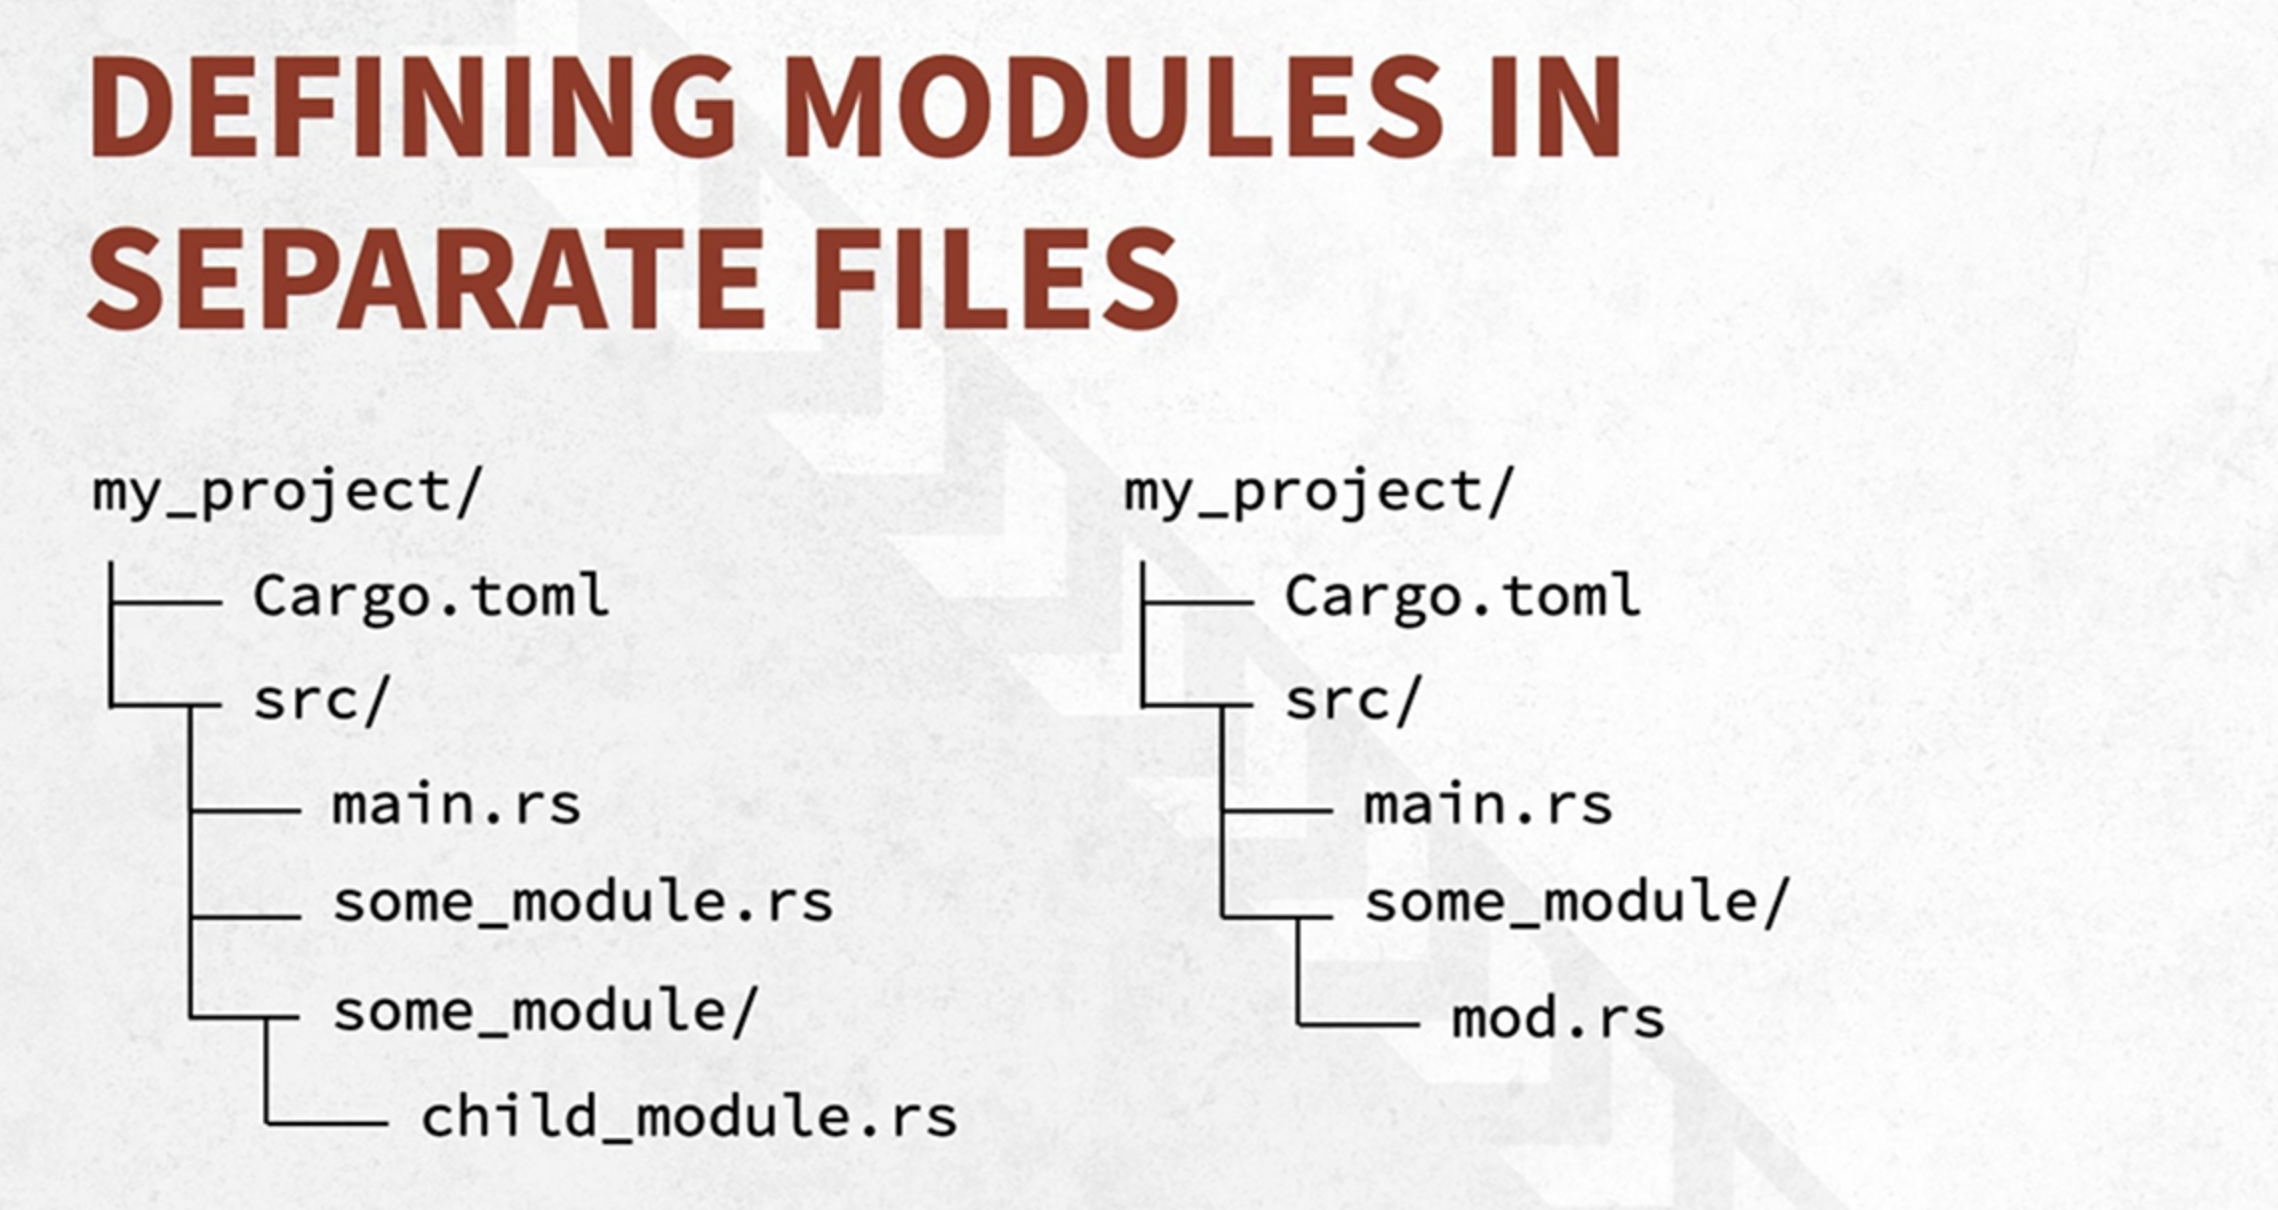 DEFINING MODULES IN
SEPARATE FILES
my_project/
Cargo.toml
src/
main.rs
some_module.rs
some_module/
child_module.rs
my_project/
Cargo.toml
src/
main.rs
some_module/
mod.rs